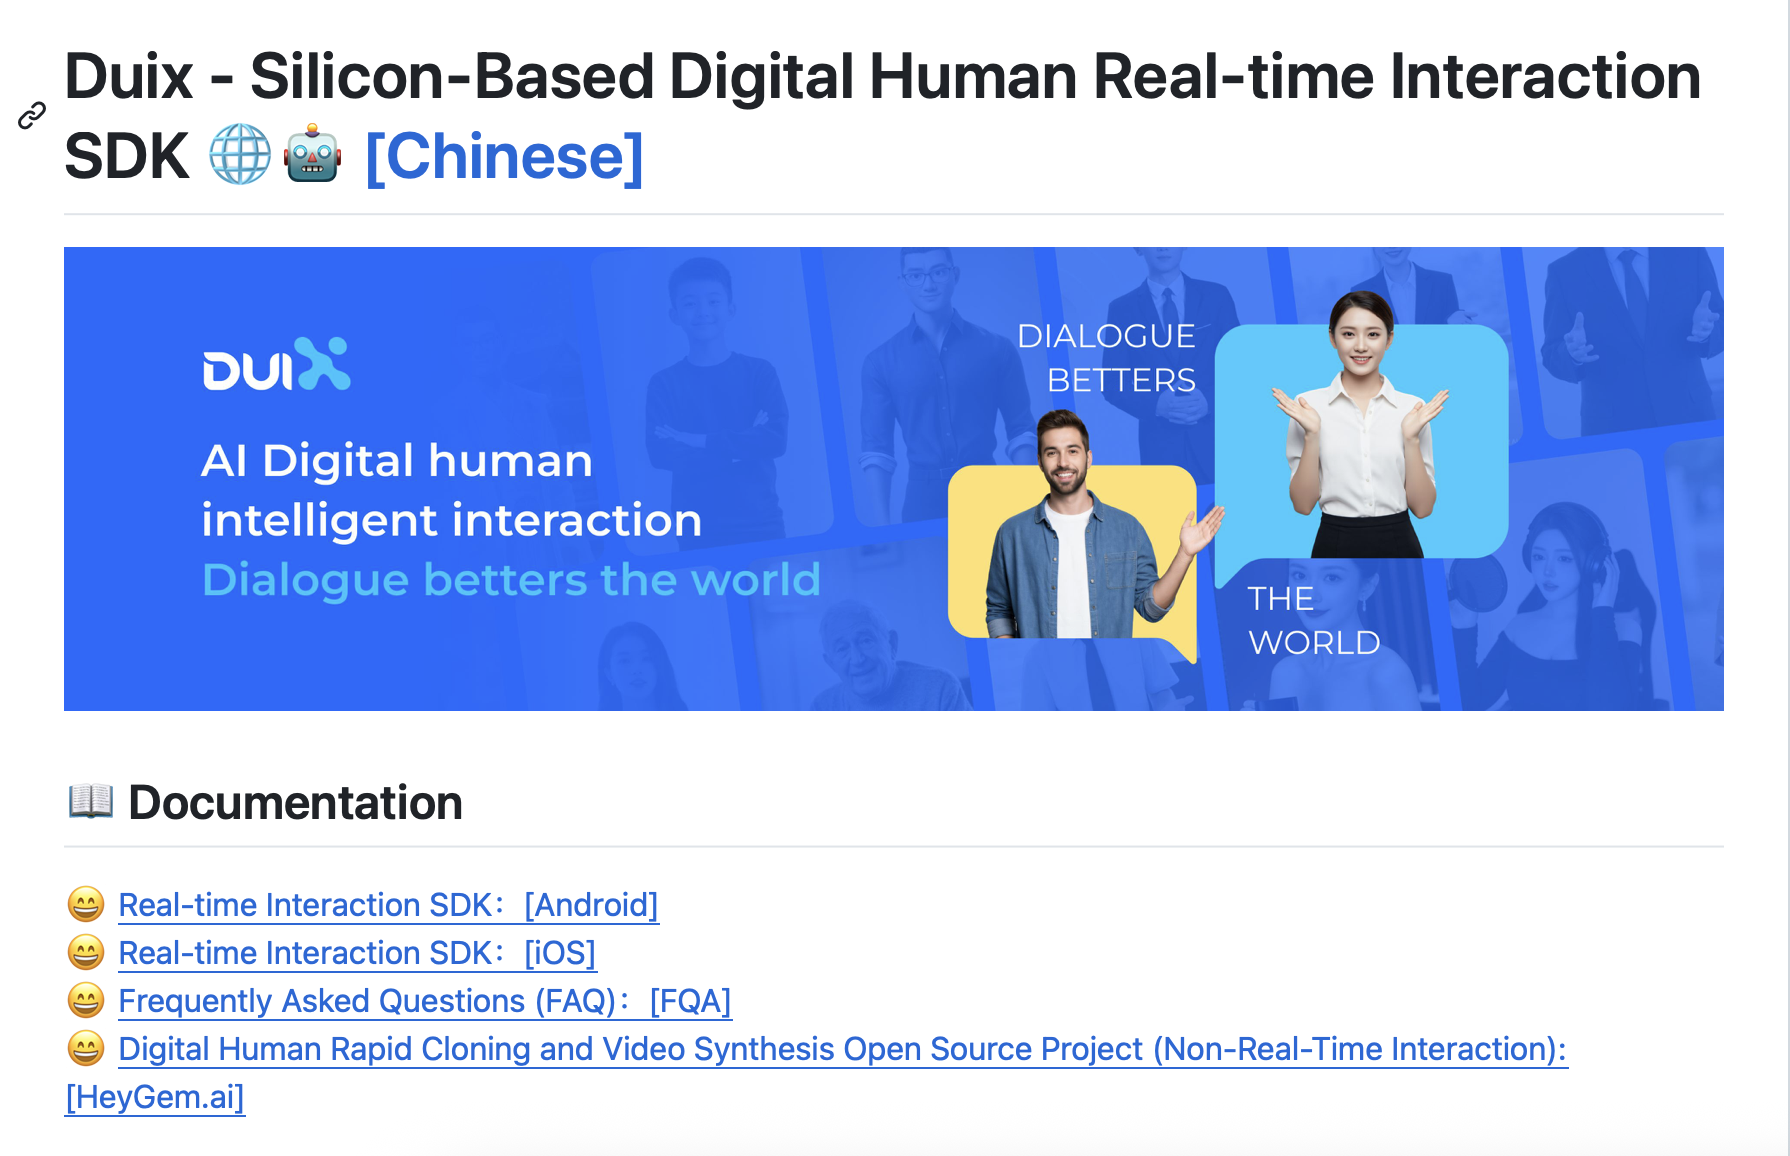 Duix - Silicon-Based Digital Human Real-time Interaction
SDK 🌐🤖 [Chinese]
DUIX
AI Digital human
intelligent interaction
Dialogue betters the world
DIALOGUE
BETTERS
THE
WORLD
📖 Documentation
😄 Real-time Interaction SDK：[Android]
😄 Real-time Interaction SDK：[iOS]
😄 Frequently Asked Questions (FAQ)：[FQA]
😄 Digital Human Rapid Cloning and Video Synthesis Open Source Project (Non-Real-Time Interaction):
[HeyGem.ai]